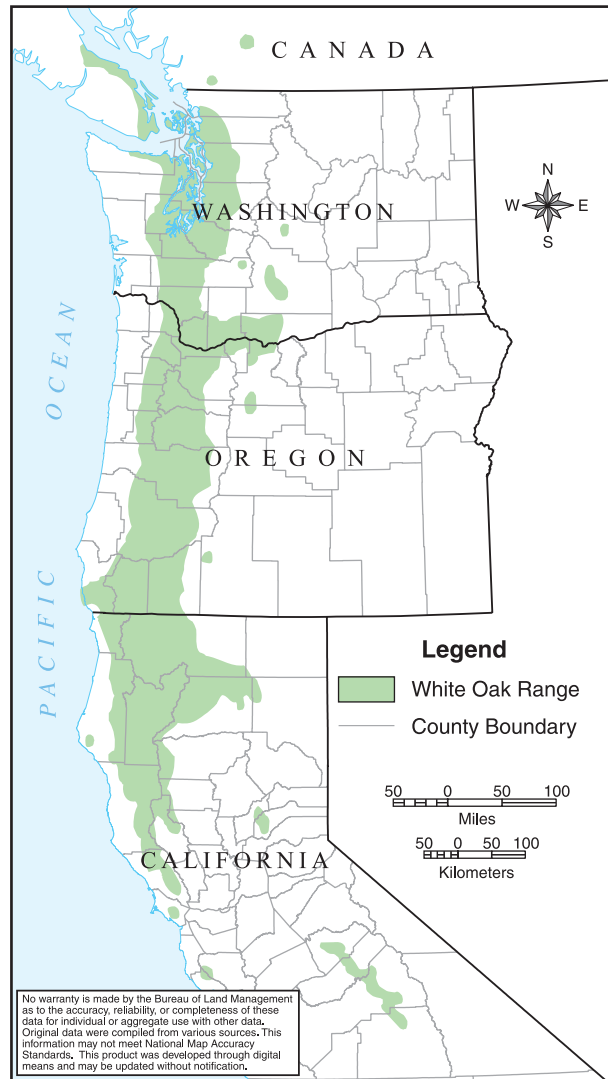 CANADA
N
W E
S
WASHINGTON
OCEAN
OREGON
PACIFIC
Legend
White Oak Range
County Boundary
50 0 50 100
Miles
50 0 50 100
Kilometers
CALIFORNIA
No warranty is made by the Bureau of Land Management
as to the accuracy, reliability, or completeness of these
data for individual or aggregate use with other data.
Original data were compiled from various sources. This
information may not meet National Map Accuracy
Standards. This product was developed through digital
means and may be updated without notification.